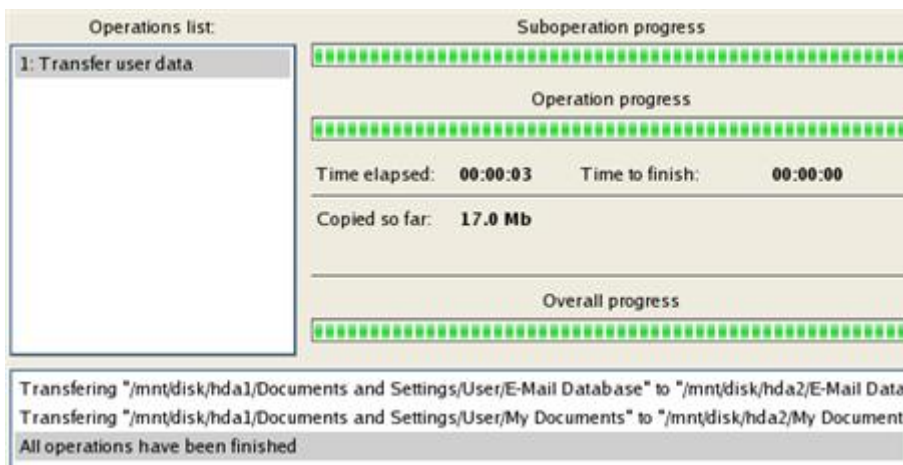 Operations list:
1: Transfer user data
Suboperation progress
Operation progress
Time elapsed: 00:00:03 Time to finish: 00:00:00
Copied so far: 17.0 Mb
Overall progress
Transfering "/mnt/disk/hda1/Documents and Settings/User/E-Mail Database" to "/mnt/disk/hda2/E-Mail Data
Transfering "/mnt/disk/hda1/Documents and Settings/User/My Documents" to "/mnt/disk/hda2/My Document
All operations have been finished